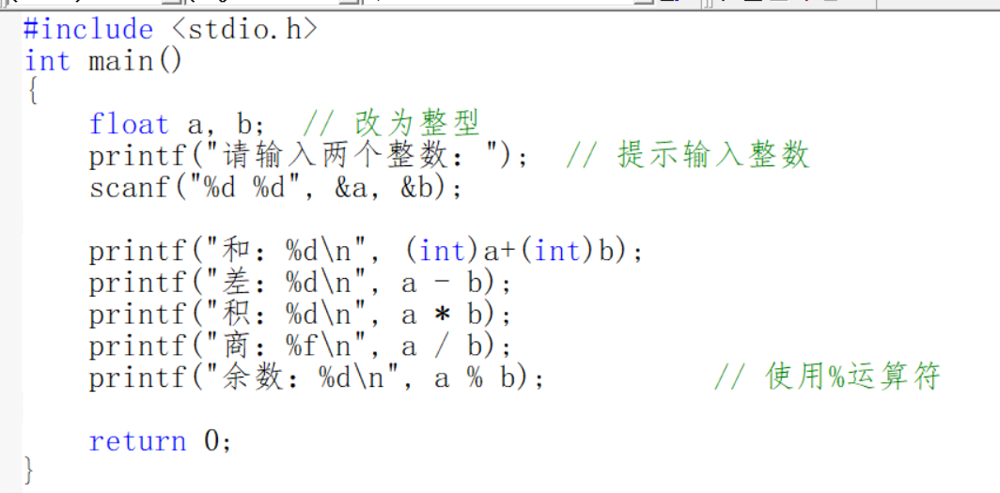 #include <stdio.h>
int main()
{
    float a, b;  // 改为整型
    printf("请输入两个整数: ");  // 提示输入整数
    scanf("%d %d", &a, &b);
    printf("和: %d\n", (int)a+(int)b);
    printf("差: %d\n", a - b);
    printf("积: %d\n", a * b);
    printf("商: %f\n", a / b);
    printf("余数: %d\n", a % b);          // 使用%运算符
    return 0;
}